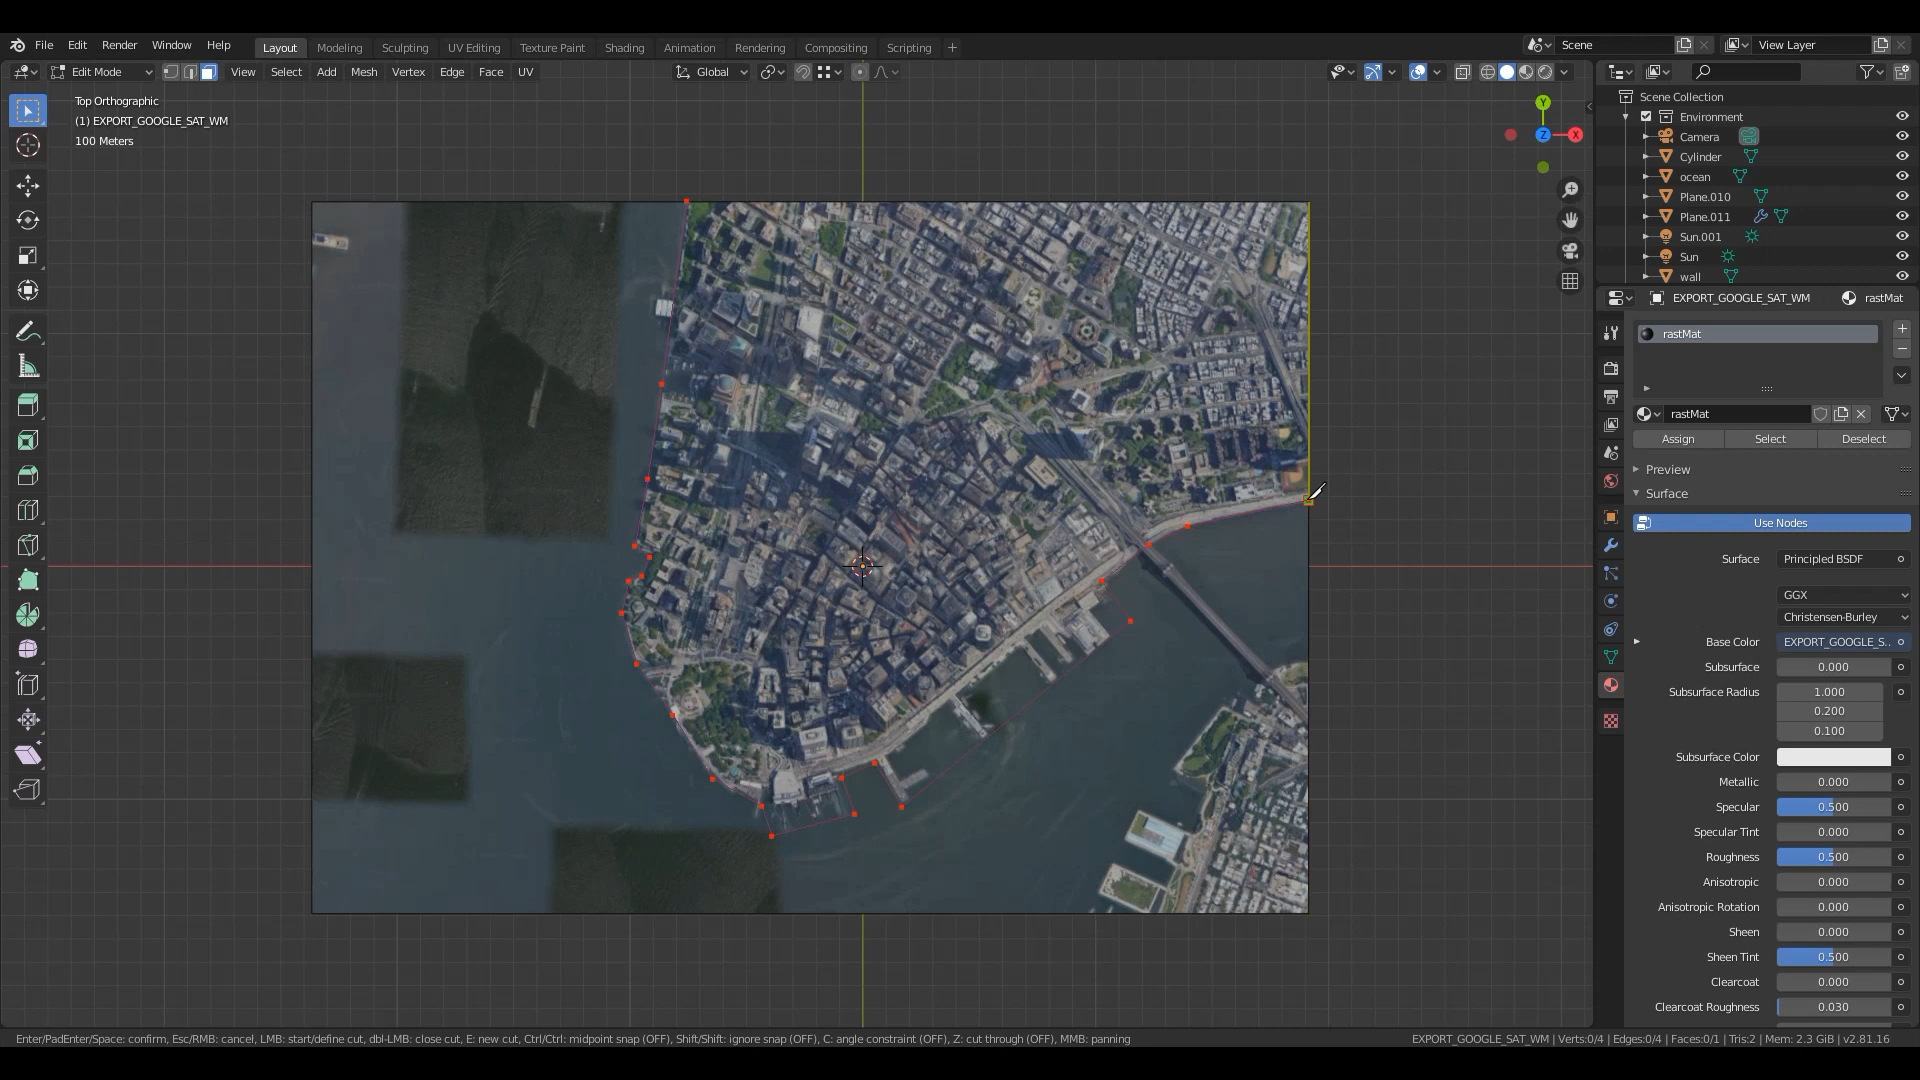 File Edit Render Window Help Layout Modeling Sculpting UV Editing Texture Paint Shading Animation Rendering Compositing Scripting + Scene View Layer
Edit Mode View Select Add Mesh Vertex Edge Face UV Global
Top Orthographic
(1) EXPORT_GOOGLE_SAT_WM
100 Meters
Y
Z
X
Scene Collection
Environment
Camera
Cylinder
ocean
Plane.010
Plane.011
Sun.001
Sun
wall
EXPORT_GOOGLE_SAT_WM rastMat
rastMat
rastMat
Assign Select Deselect
Preview
Surface
Use Nodes
Surface Principled BSDF
GGX
Christensen-Burley
Base Color EXPORT_GOOGLE_S..
Subsurface 0.000
Subsurface Radius 1.000
0.200
0.100
Subsurface Color
Metallic 0.000
Specular 0.500
Specular Tint 0.000
Roughness 0.500
Anisotropic 0.000
Anisotropic Rotation 0.000
Sheen 0.000
Sheen Tint 0.500
Clearcoat 0.000
Clearcoat Roughness 0.030
Enter/PadEnter/Space: confirm, Esc/RMB: cancel, LMB: start/define cut, dbl-LMB: close cut, E: new cut, Ctrl/Ctrl: midpoint snap (OFF), Shift/Shift: ignore snap (OFF), C: angle constraint (OFF), Z: cut through (OFF), MMB: panning
EXPORT_GOOGLE_SAT_WM | Verts:0/4 | Edges:0/4 | Faces:0/1 | Tris:2 | Mem: 2.3 GiB | v2.81.16